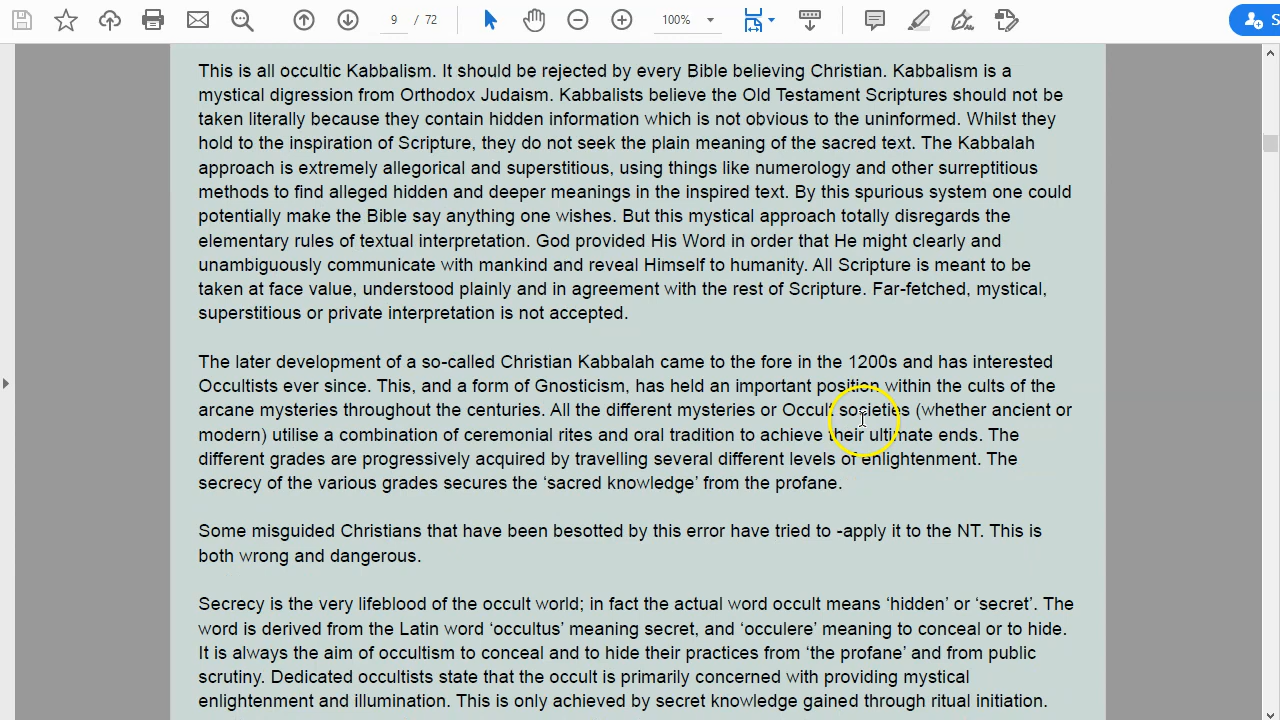 9 / 72
100%
S
This is all occultic Kabbalism. It should be rejected by every Bible believing Christian. Kabbalism is a
mystical digression from Orthodox Judaism. Kabbalists believe the Old Testament Scriptures should not be
taken literally because they contain hidden information which is not obvious to the uninformed. Whilst they
hold to the inspiration of Scripture, they do not seek the plain meaning of the sacred text. The Kabbalah
approach is extremely allegorical and superstitious, using things like numerology and other surreptitious
methods to find alleged hidden and deeper meanings in the inspired text. By this spurious system one could
potentially make the Bible say anything one wishes. But this mystical approach totally disregards the
elementary rules of textual interpretation. God provided His Word in order that He might clearly and
unambiguously communicate with mankind and reveal Himself to humanity. All Scripture is meant to be
taken at face value, understood plainly and in agreement with the rest of Scripture. Far-fetched, mystical,
superstitious or private interpretation is not accepted.
The later development of a so-called Christian Kabbalah came to the fore in the 1200s and has interested
Occultists ever since. This, and a form of Gnosticism, has held an important position within the cults of the
arcane mysteries throughout the centuries. All the different mysteries or Occult societies (whether ancient or
modern) utilise a combination of ceremonial rites and oral tradition to achieve their ultimate ends. The
different grades are progressively acquired by travelling several different levels of enlightenment. The
secrecy of the various grades secures the ‘sacred knowledge’ from the profane.
Some misguided Christians that have been besotted by this error have tried to -apply it to the NT. This is
both wrong and dangerous.
Secrecy is the very lifeblood of the occult world; in fact the actual word occult means ‘hidden’ or ‘secret’. The
word is derived from the Latin word ‘occultus’ meaning secret, and ‘occulere’ meaning to conceal or to hide.
It is always the aim of occultism to conceal and to hide their practices from ‘the profane’ and from public
scrutiny. Dedicated occultists state that the occult is primarily concerned with providing mystical
enlightenment and illumination. This is only achieved by secret knowledge gained through ritual initiation.